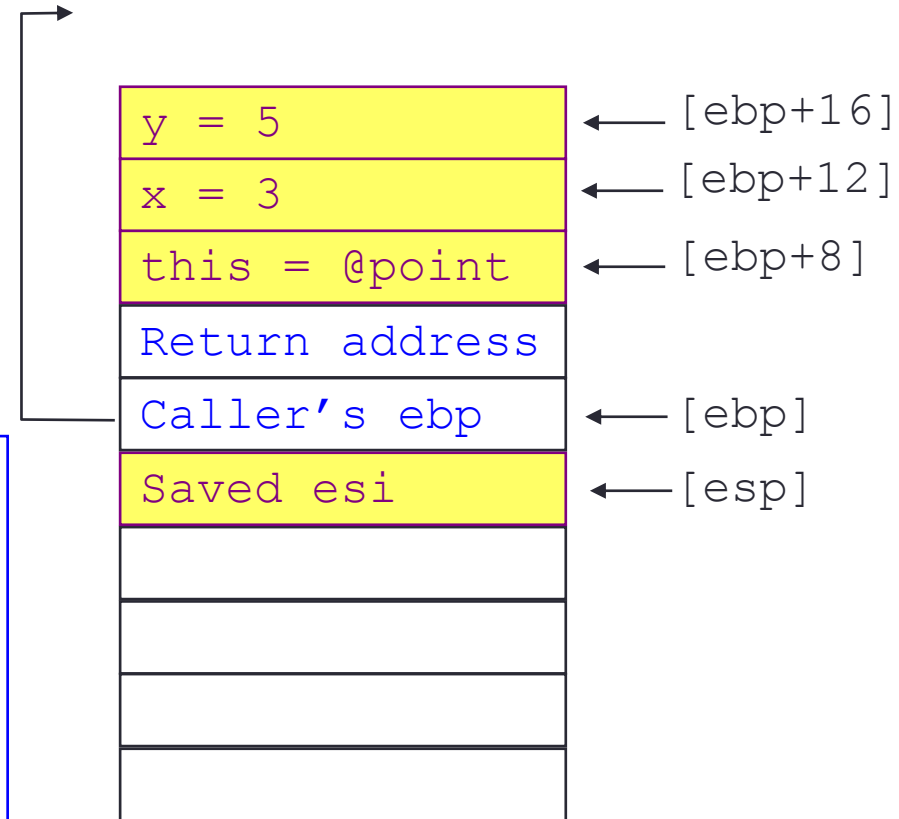 y = 5 [ebp+16]
x = 3 [ebp+12]
this = @point [ebp+8]
Return address
Caller’s ebp [ebp]
Saved esi [esp]